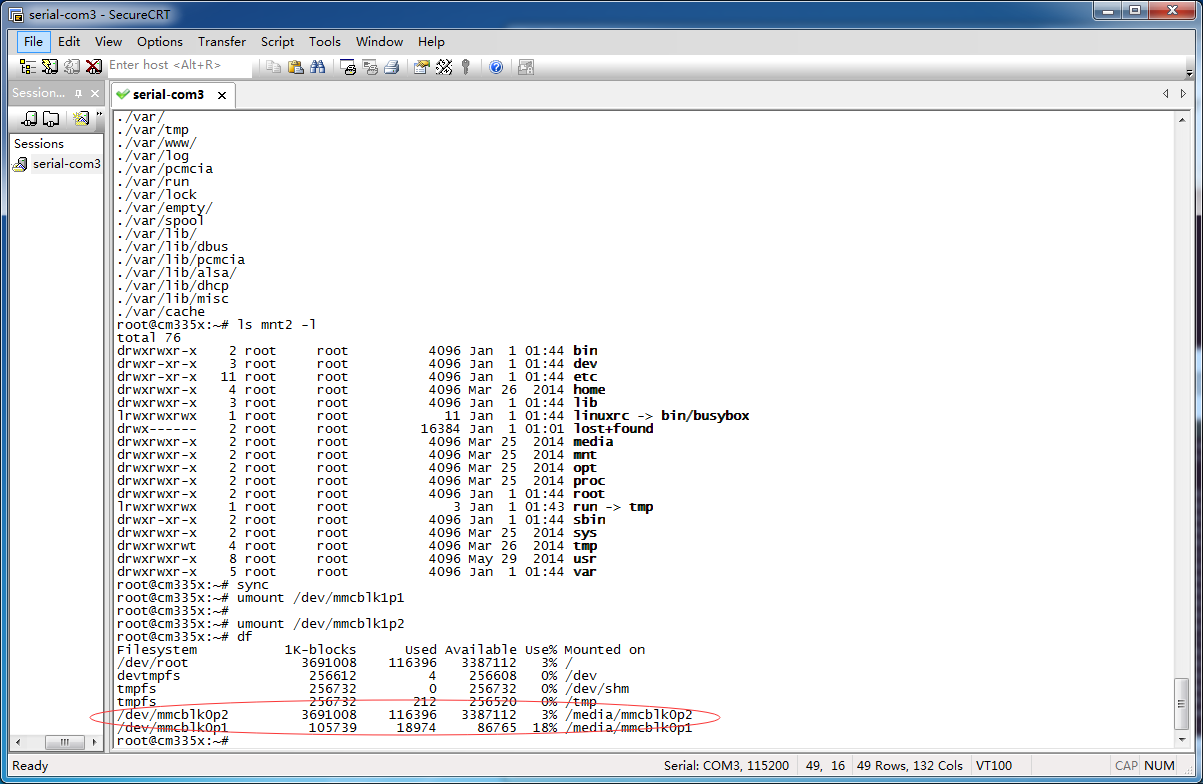 serial-com3 - SecureCRT
File Edit View Options Transfer Script Tools Window Help
Enter host <Alt+R>
Session...
serial-com3
Sessions
serial-com3
./var/
./var/tmp
./var/www/
./var/log
./var/pcmcia
./var/run
./var/lock
./var/empty/
./var/spool
./var/lib/
./var/lib/dbus
./var/lib/pcmcia
./var/lib/alsa/
./var/lib/dhcp
./var/lib/misc
./var/cache
root@cm335x:~# ls mnt2 -l
total 76
drwxrwxr-x    2 root     root          4096 Jan  1 01:44 bin
drwxr-xr-x    3 root     root          4096 Jan  1 01:44 dev
drwxr-xr-x   11 root     root          4096 Jan  1 01:44 etc
drwxrwxr-x    4 root     root          4096 Mar 26  2014 home
drwxrwxr-x    3 root     root          4096 Jan  1 01:44 lib
lrwxrwxrwx    1 root     root            11 Jan  1 01:44 linuxrc -> bin/busybox
drwx------    2 root     root         16384 Jan  1 01:01 lost+found
drwxrwxr-x    2 root     root          4096 Mar 25  2014 media
drwxrwxr-x    2 root     root          4096 Mar 25  2014 mnt
drwxrwxr-x    2 root     root          4096 Mar 25  2014 opt
drwxrwxr-x    2 root     root          4096 Mar 25  2014 proc
drwxrwxr-x    2 root     root          4096 Jan  1 01:44 root
lrwxrwxrwx    1 root     root             3 Jan  1 01:43 run -> tmp
drwxr-xr-x    2 root     root          4096 Jan  1 01:44 sbin
drwxrwxr-x    2 root     root          4096 Mar 25  2014 sys
drwxrwxrwt    4 root     root          4096 Mar 26  2014 tmp
drwxrwxr-x    8 root     root          4096 May 29  2014 usr
drwxrwxr-x    5 root     root          4096 Jan  1 01:44 var
root@cm335x:~# sync
root@cm335x:~# umount /dev/mmcblk1p1
root@cm335x:~#
root@cm335x:~# umount /dev/mmcblk1p2
root@cm335x:~# df
Filesystem           1K-blocks      Used Available Use% Mounted on
/dev/root              3691008    116396   3387112   3% /
devtmpfs                256612         4    256608   0% /dev
tmpfs                   256732         0    256732   0% /dev/shm
tmpfs                   256732       212    256520   0% /tmp
/dev/mmcblk0p2         3691008    116396   3387112   3% /media/mmcblk0p2
/dev/mmcblk0p1          105739     18974     86765  18% /media/mmcblk0p1
root@cm335x:~#
Ready Serial: COM3, 115200 49, 16 49 Rows, 132 Cols VT100 CAP NUM